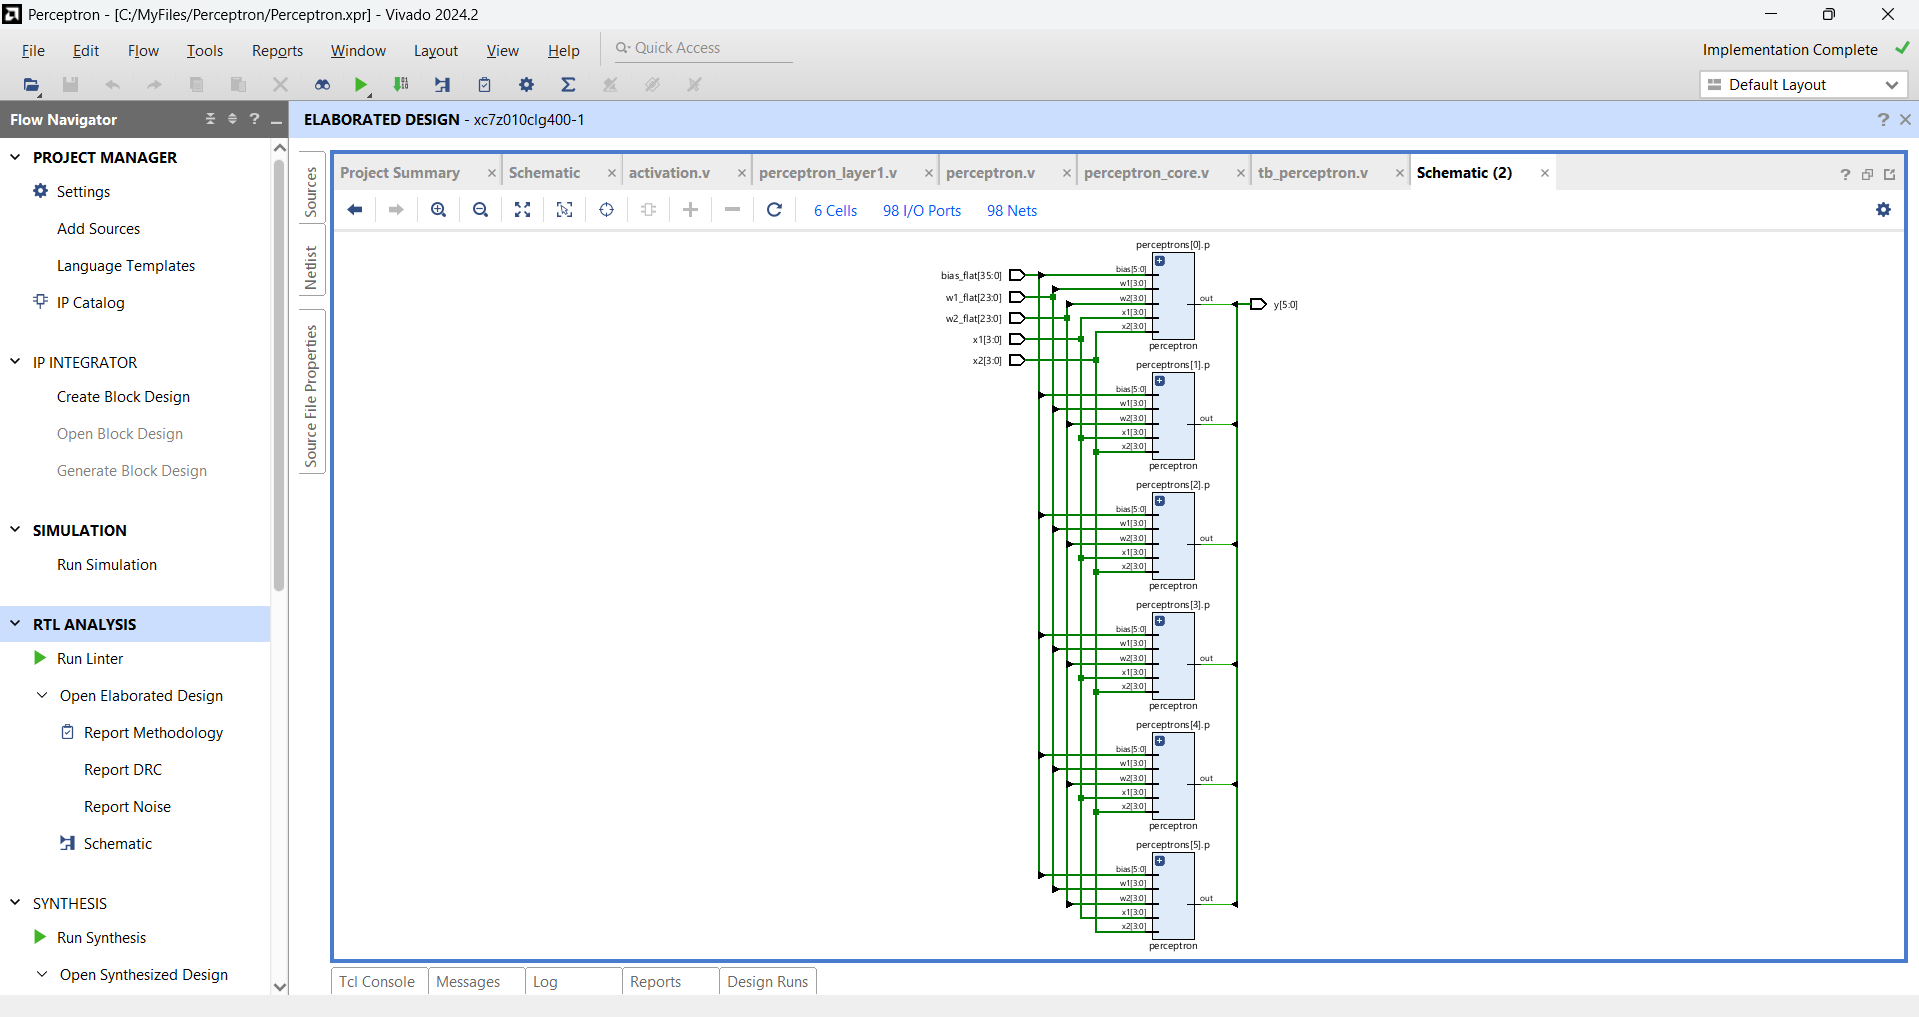 Perceptron - [C:/MyFiles/Perceptron/Perceptron.xpr] - Vivado 2024.2
File Edit Flow Tools Reports Window Layout View Help Quick Access
Implementation Complete
Default Layout
Flow Navigator
PROJECT MANAGER
Settings
Add Sources
Language Templates
IP Catalog
IP INTEGRATOR
Create Block Design
Open Block Design
Generate Block Design
SIMULATION
Run Simulation
RTL ANALYSIS
Run Linter
Open Elaborated Design
Report Methodology
Report DRC
Report Noise
Schematic
SYNTHESIS
Run Synthesis
Open Synthesized Design
ELABORATED DESIGN - xc7z010clg400-1
Sources
Netlist
Source File Properties
Project Summary Schematic activation.v perceptron_layer1.v perceptron.v perceptron_core.v tb_perceptron.v Schematic (2)
6 Cells 98 I/O Ports 98 Nets
bias_flat[35:0]
w1_flat[23:0]
w2_flat[23:0]
x1[3:0]
x2[3:0]
perceptrons[0].p
bias[5:0]
w1[3:0]
w2[3:0]
x1[3:0]
x2[3:0]
out
perceptron
y[5:0]
perceptrons[1].p
bias[5:0]
w1[3:0]
w2[3:0]
x1[3:0]
x2[3:0]
out
perceptron
perceptrons[2].p
bias[5:0]
w1[3:0]
w2[3:0]
x1[3:0]
x2[3:0]
out
perceptron
perceptrons[3].p
bias[5:0]
w1[3:0]
w2[3:0]
x1[3:0]
x2[3:0]
out
perceptron
perceptrons[4].p
bias[5:0]
w1[3:0]
w2[3:0]
x1[3:0]
x2[3:0]
out
perceptron
perceptrons[5].p
bias[5:0]
w1[3:0]
w2[3:0]
x1[3:0]
x2[3:0]
out
perceptron
Tcl Console Messages Log Reports Design Runs